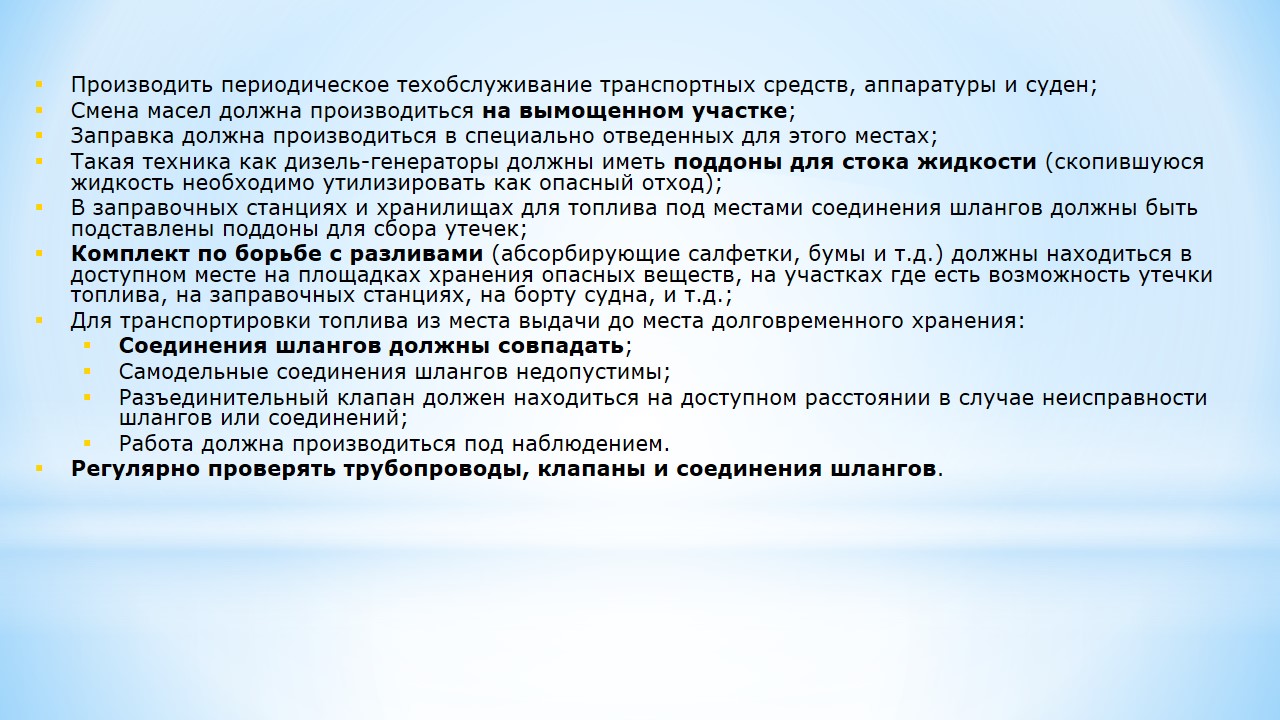 Производить периодическое техобслуживание транспортных средств, аппаратуры и суден;
Смена масел должна производиться на вымощенном участке;
Заправка должна производиться в специально отведенных для этого местах;
Такая техника как дизель-генераторы должны иметь поддоны для стока жидкости (скопившуюся
жидкость необходимо утилизировать как опасный отход);
В заправочных станциях и хранилищах для топлива под местами соединения шлангов должны быть
подставлены поддоны для сбора утечек;
Комплект по борьбе с разливами (абсорбирующие салфетки, бумы и т.д.) должны находиться в
доступном месте на площадках хранения опасных веществ, на участках где есть возможность утечки
топлива, на заправочных станциях, на борту судна, и т.д.;
Для транспортировки топлива из места выдачи до места долговременного хранения:
Соединения шлангов должны совпадать;
Самодельные соединения шлангов недопустимы;
Разъединительный клапан должен находиться на доступном расстоянии в случае неисправности
шлангов или соединений;
Работа должна производиться под наблюдением.
Регулярно проверять трубопроводы, клапаны и соединения шлангов.